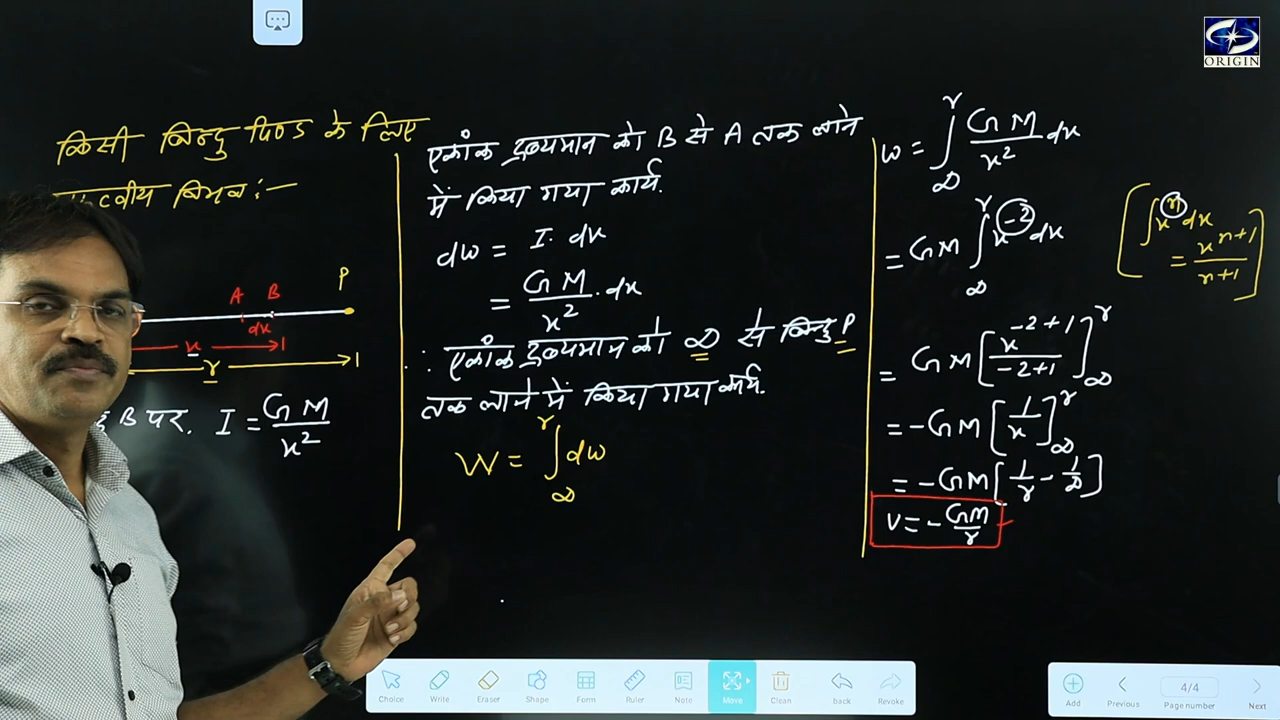 किसी बिन्दु पिण्ड के लिए
त्वीय विभव :-
A B P
dx
x
r
B पर. I = GM/x²
एकांक द्रव्यमान को B से A तक लाने
में किया गया कार्य.
dw = I. dx
= GM/x² . dx
∴ एकांक द्रव्यमान को ∞ से बिन्दु P
तक लाने में किया गया कार्य.
W = ∫_∞^r dw
w = ∫_∞^r GM/x² dx
= GM ∫_∞^r x^-2 dx
[∫x^n dx
= x^(n+1)/(n+1)]
= GM [x^(-2+1)/(-2+1)]_∞^r
= -GM [1/x]_∞^r
= -GM [1/r - 1/∞]
V = -GM/r
ORIGIN
Choice Write Eraser Shape Form Ruler Note Move Clean back Revoke
Add Previous 4/4 Page number Next